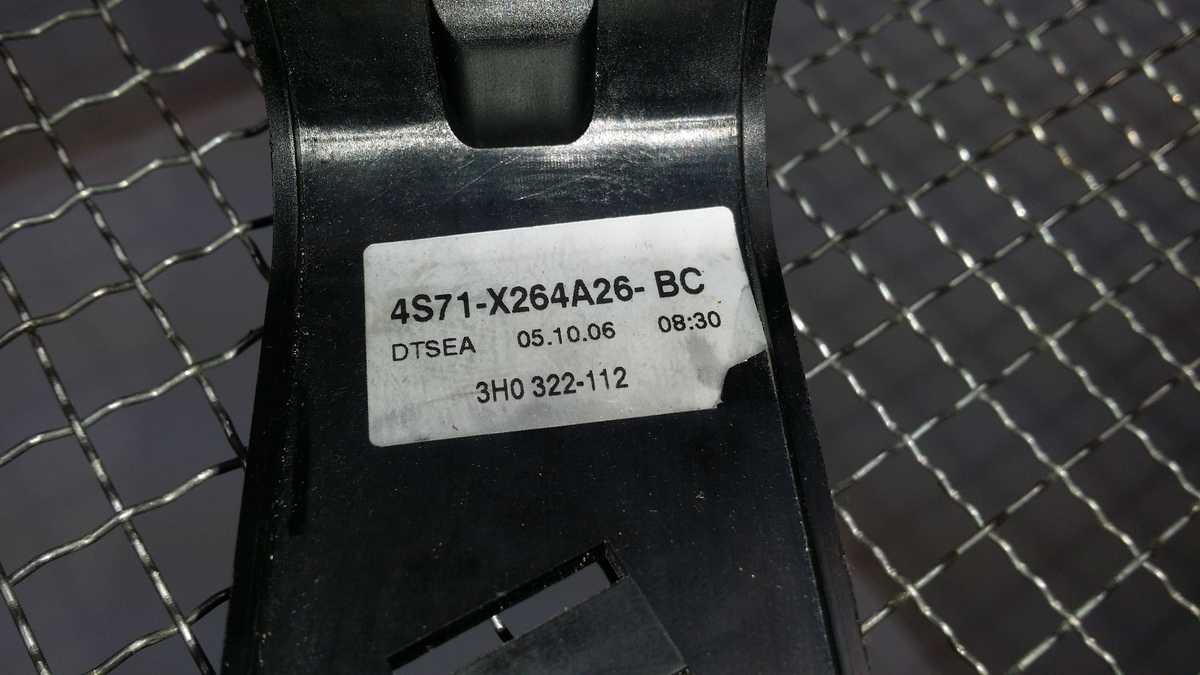 4S71-X264A26- BC
DTSEA 05.10.06 08:30
3H0 322-112